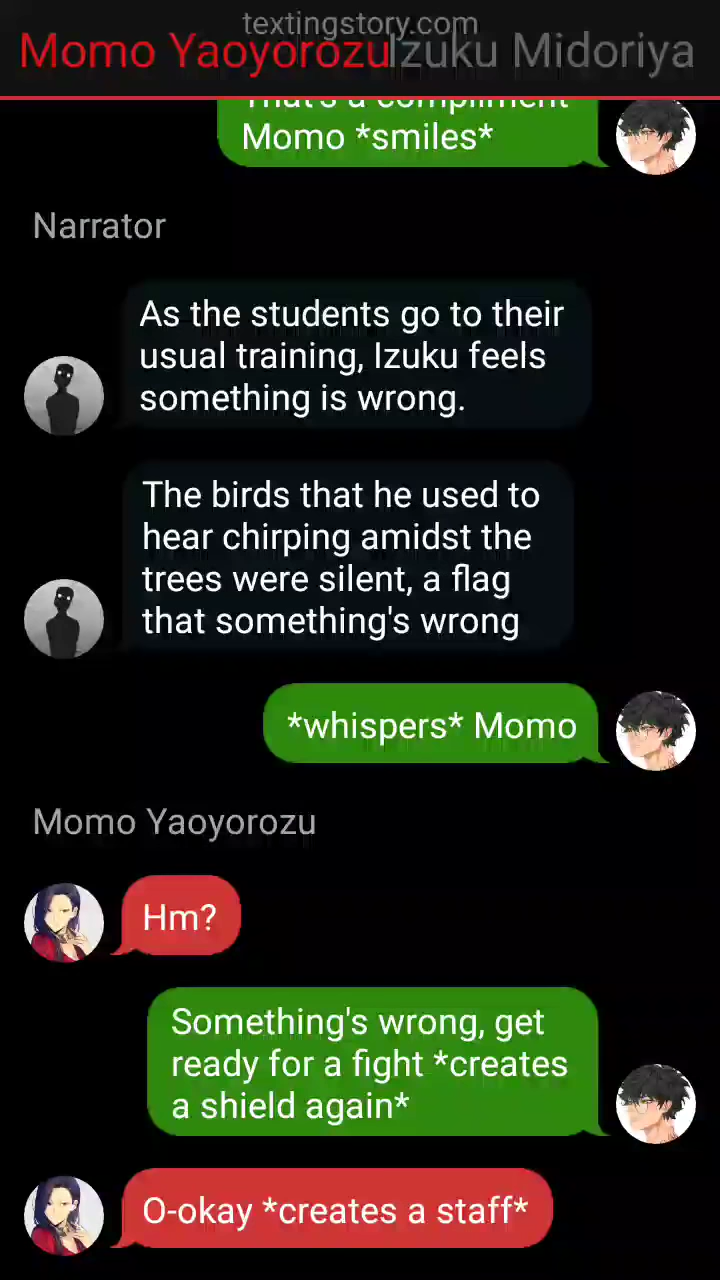 textingstory.com
Momo Yaoyorozu Izuku Midoriya
That's a compliment
Momo *smiles*
Narrator
As the students go to their
usual training, Izuku feels
something is wrong.
The birds that he used to
hear chirping amidst the
trees were silent, a flag
that something's wrong
*whispers* Momo
Momo Yaoyorozu
Hm?
Something's wrong, get
ready for a fight *creates
a shield again*
O-okay *creates a staff*